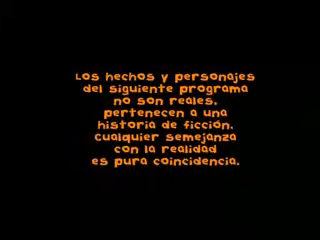 Los hechos y personajes
del siguiente programa
no son reales,
pertenecen a una
historia de ficción.
cualquier semejanza
con la realidad
es pura coincidencia.